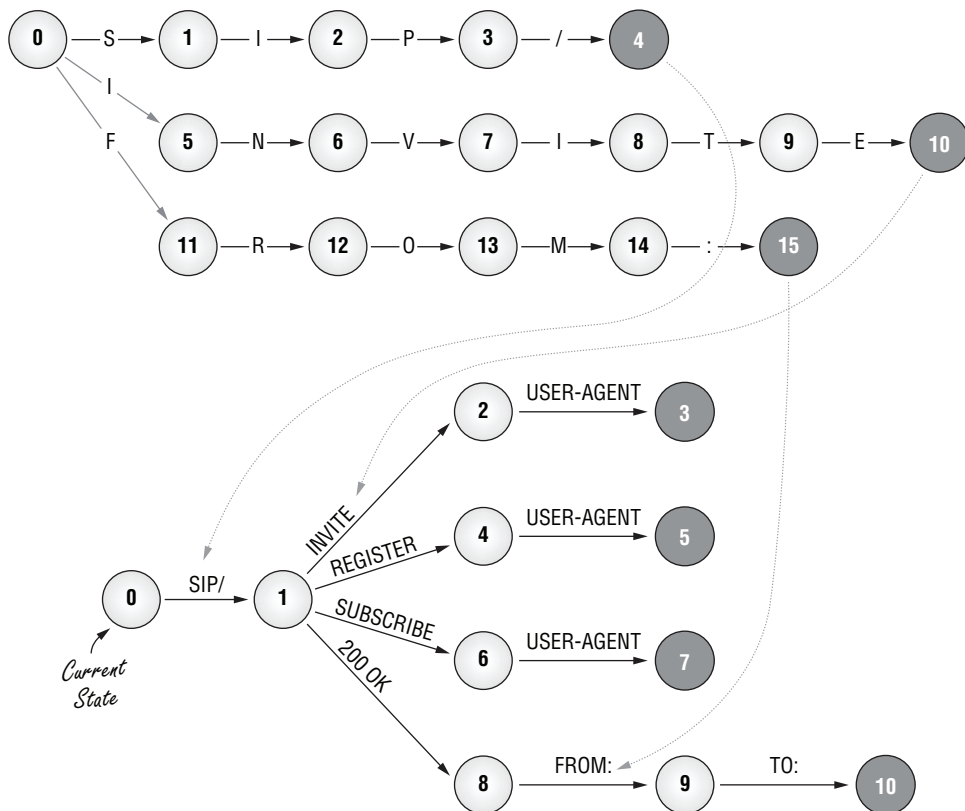 0 S 1 I 2 P 3 / 4
I
F
5 N 6 V 7 I 8 T 9 E 10
11 R 12 O 13 M 14 : 15
2 USER-AGENT 3
INVITE
4 USER-AGENT 5
REGISTER
0 SIP/ 1
SUBSCRIBE
6 USER-AGENT 7
200 OK
Current
State
8 FROM: 9 TO: 10